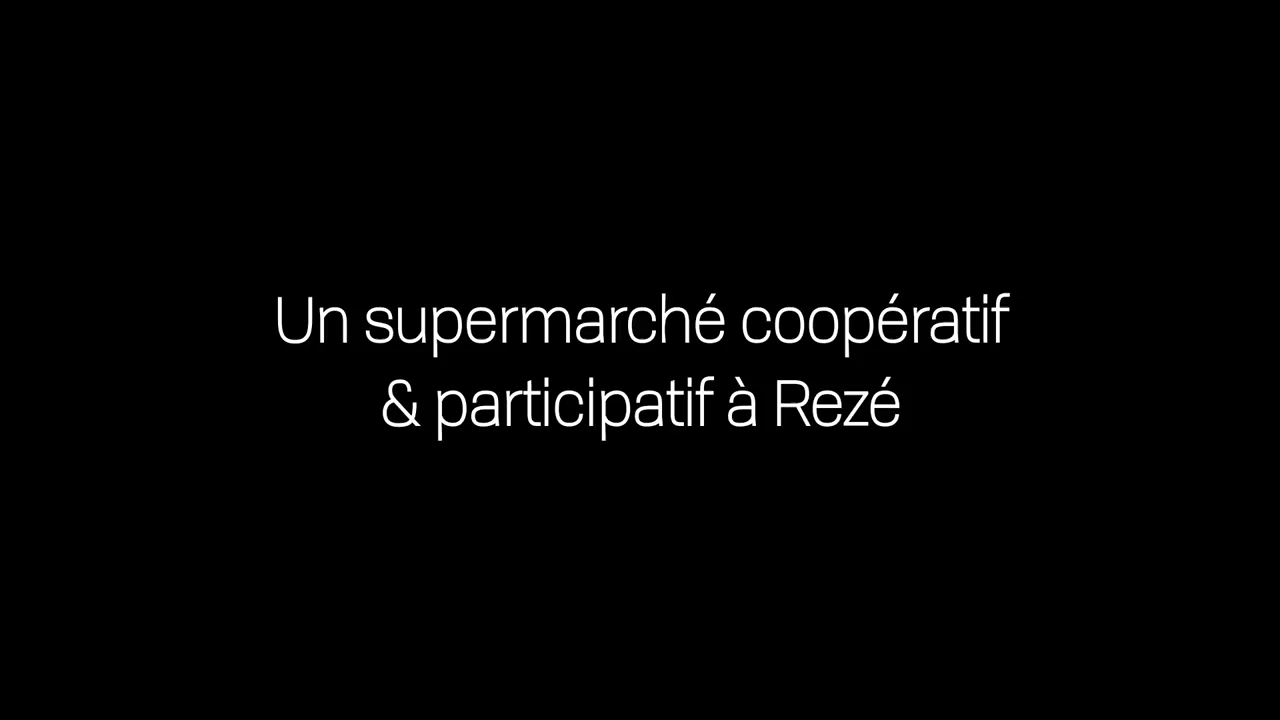 Un supermarché coopératif
& participatif à Rezé